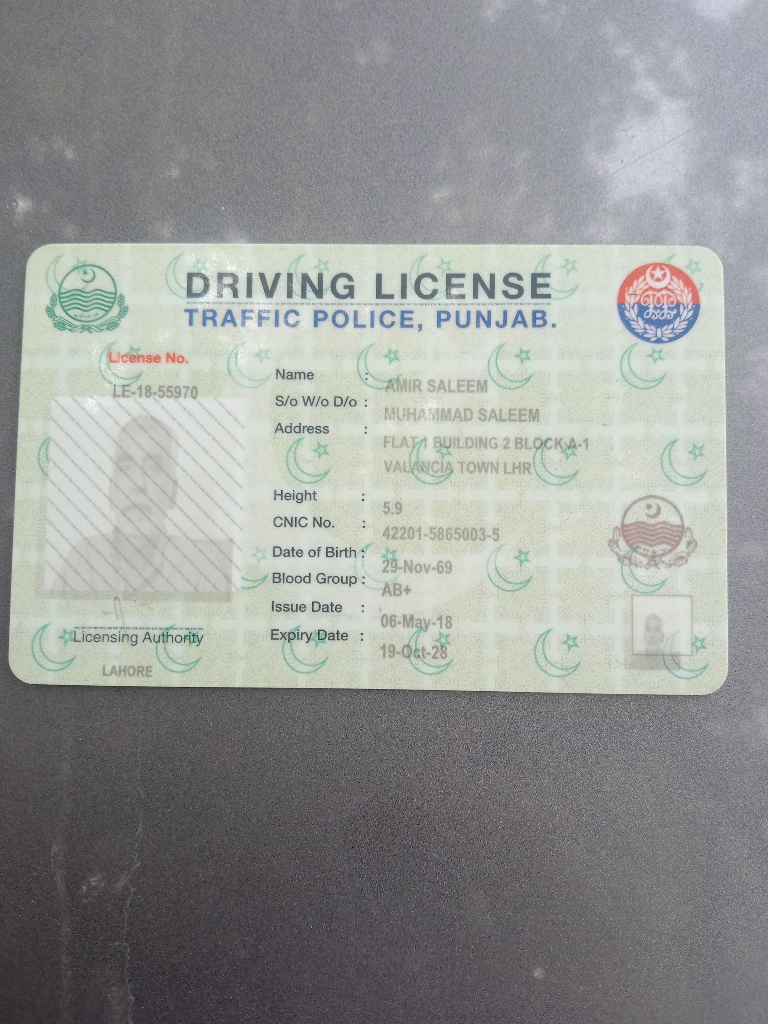 DRIVING LICENSE
TRAFFIC POLICE, PUNJAB.
License No.
LE-18-55970
Name : AMIR SALEEM
S/o W/o D/o : MUHAMMAD SALEEM
Address : FLAT 1 BUILDING 2 BLOCK A-1
VALANCIA TOWN LHR
Height : 5.9
CNIC No. : 42201-5865003-5
Date of Birth : 29-Nov-69
Blood Group : AB+
Issue Date : 06-May-18
Expiry Date : 19-Oct-28
Licensing Authority
LAHORE